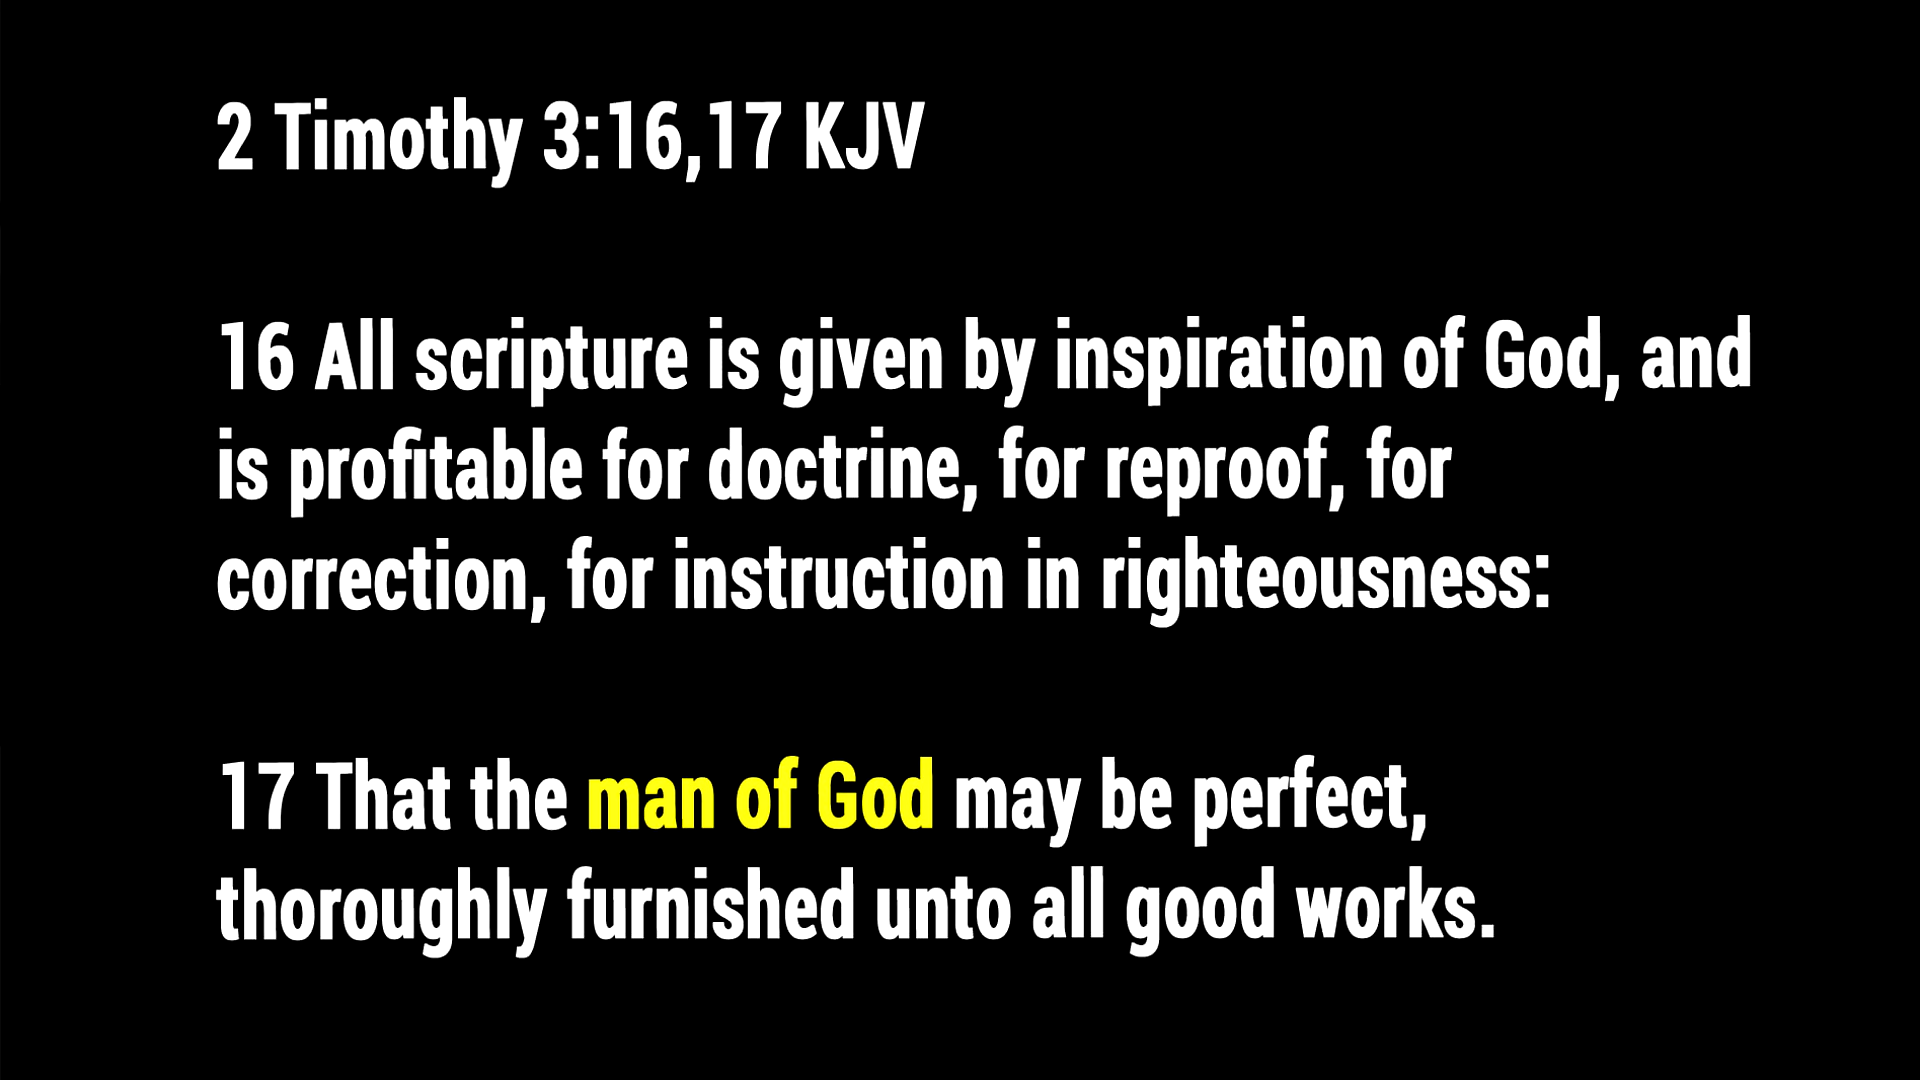 2 Timothy 3:16,17 KJV
16 All scripture is given by inspiration of God, and
is profitable for doctrine, for reproof, for
correction, for instruction in righteousness:
17 That the man of God may be perfect,
thoroughly furnished unto all good works.